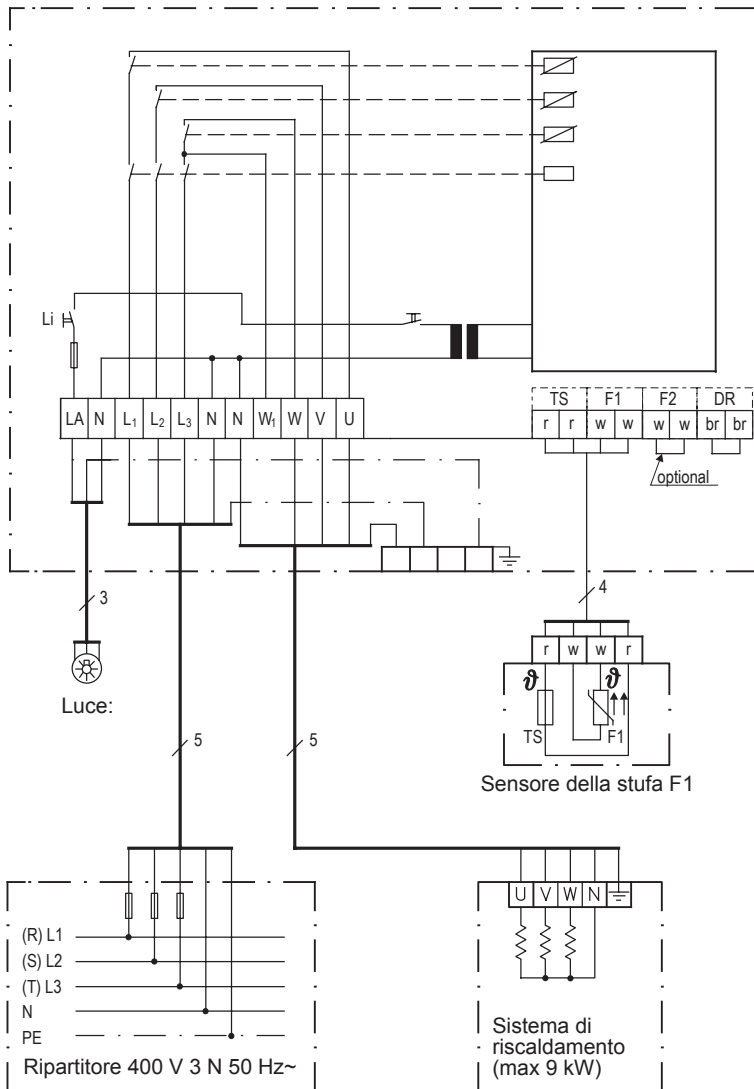 Li
LA N L1 L2 L3 N N W1 W V U
TS F1 F2 DR
r r w w w w br br
optional
3
4
Luce:
r w w r
ϑ ϑ
TS F1
5 5
Sensore della stufa F1
U V W N
(R) L1
(S) L2
(T) L3
N
PE
Ripartitore 400 V 3 N 50 Hz~
Sistema di
riscaldamento
(max 9 kW)